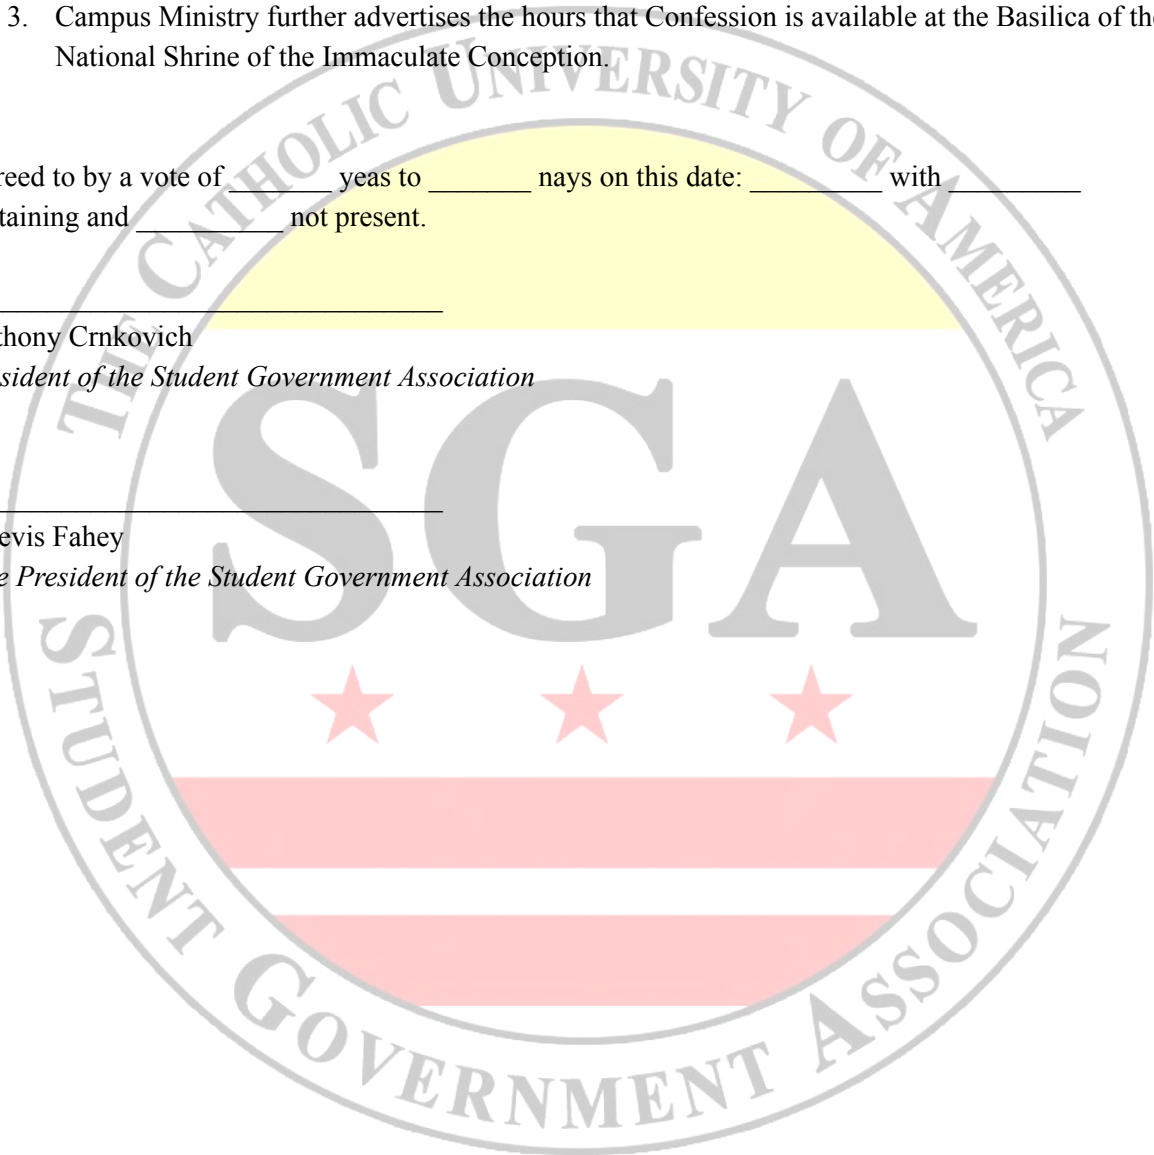 3. Campus Ministry further advertises the hours that Confession is available at the Basilica of the
National Shrine of the Immaculate Conception.
reed to by a vote of _______ yeas to _______ nays on this date: _________ with _________
taining and __________ not present.
thony Crnkovich
sident of the Student Government Association
evis Fahey
e President of the Student Government Association
THE CATHOLIC UNIVERSITY OF AMERICA
SGA
STUDENT GOVERNMENT ASSOCIATION